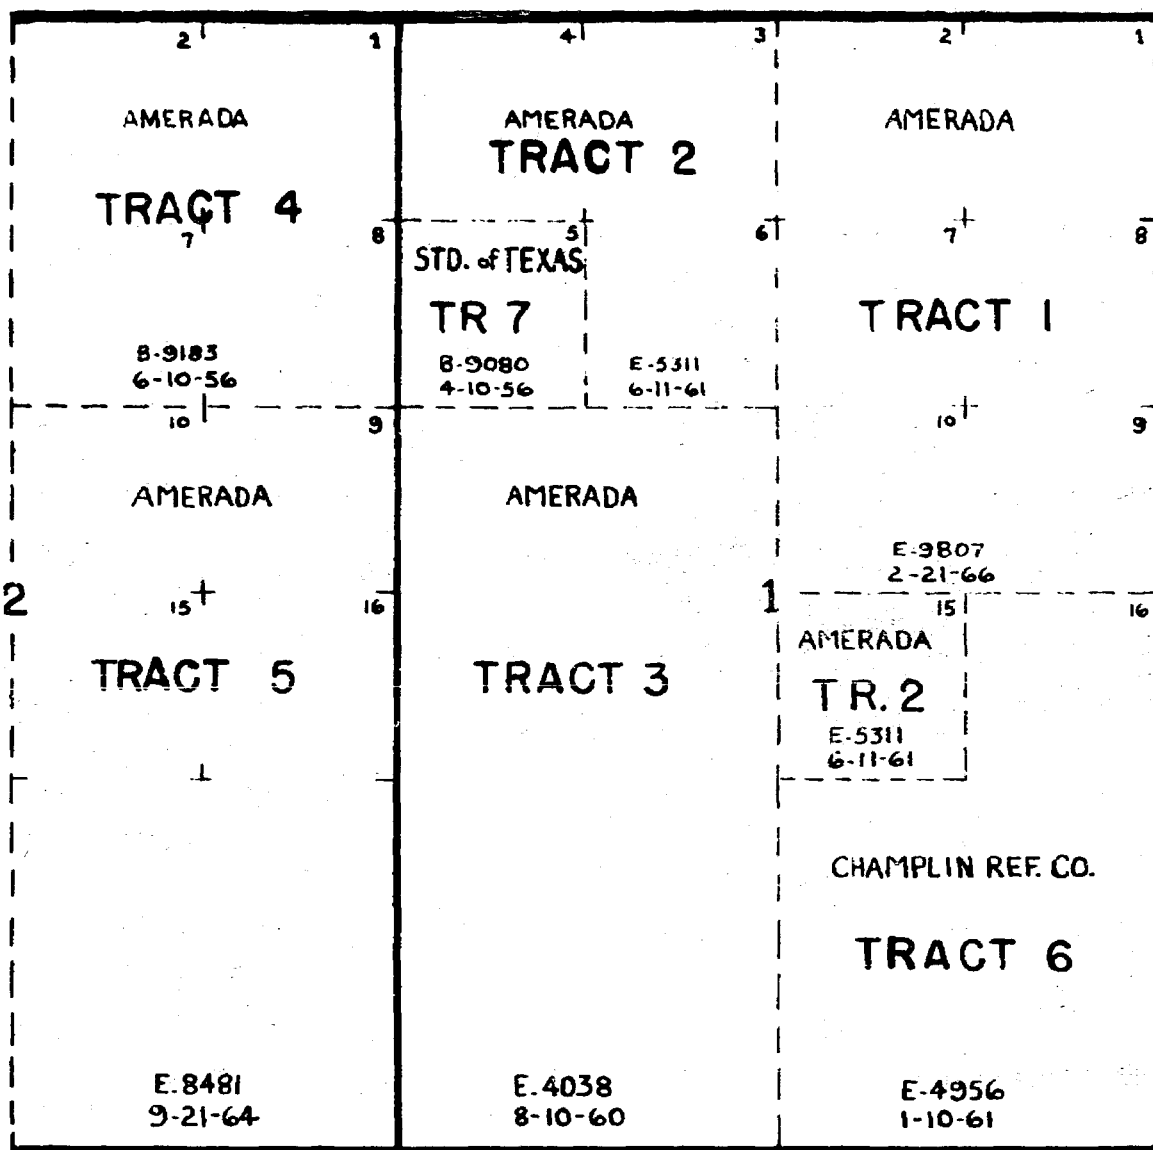 2 1 4 3 2 1
AMERADA AMERADA AMERADA
TRACT 2
TRACT 4
7 8 5 6 7 8
STD. of TEXAS
TR 7 TRACT 1
B-9183 B-9080 E-5311
6-10-56 4-10-56 6-11-61
10 9 10 9
AMERADA AMERADA
E-9807
2-21-66
2 15 16 1 15 16
AMERADA
TRACT 5 TRACT 3 TR. 2
E-5311
6-11-61
CHAMPLIN REF. CO.
TRACT 6
E-8481 E-4038 E-4956
9-21-64 8-10-60 1-10-61